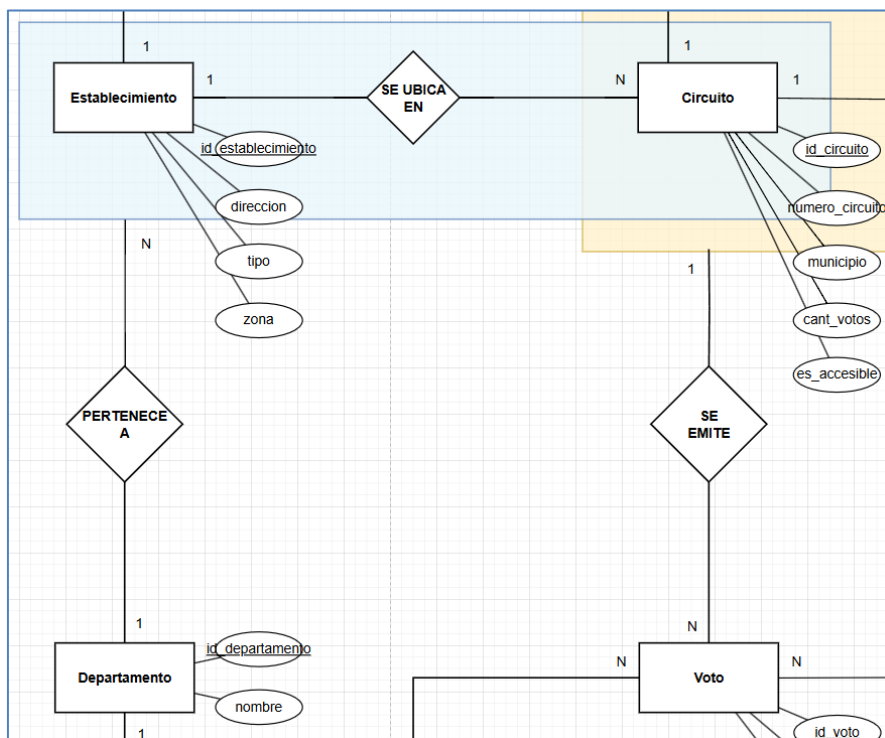 1
1
Establecimiento
1
SE UBICA
EN
N
Circuito
1
id_establecimiento
id_circuito
direccion
numero_circuito
N
tipo
1
municipio
zona
cant_votos
es_accesible
PERTENECE
A
SE
EMITE
1
N
id_departamento
N
N
Departamento
Voto
nombre
1
id_voto